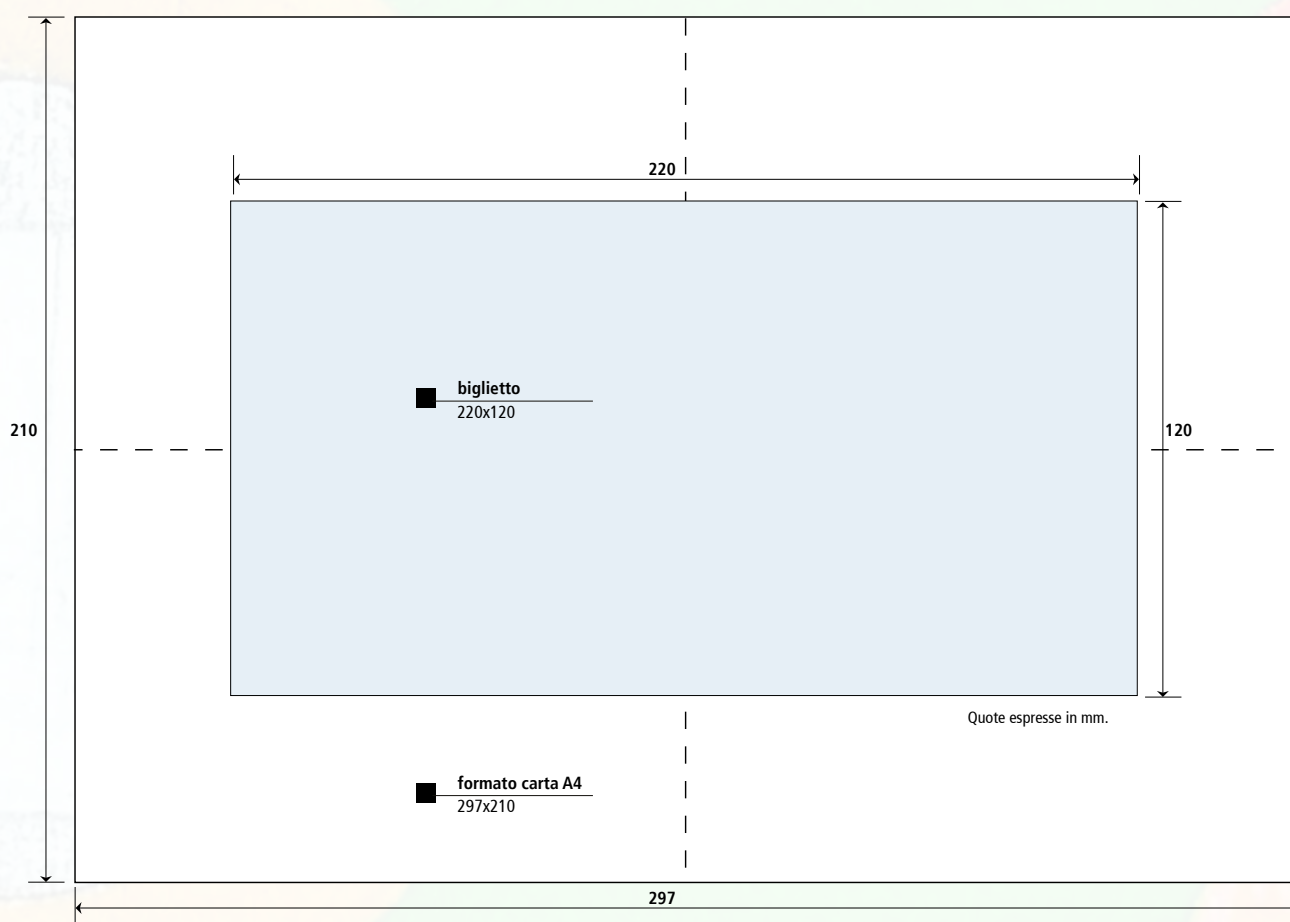 220
biglietto
220x120
210
120
Quote espresse in mm.
formato carta A4
297x210
297